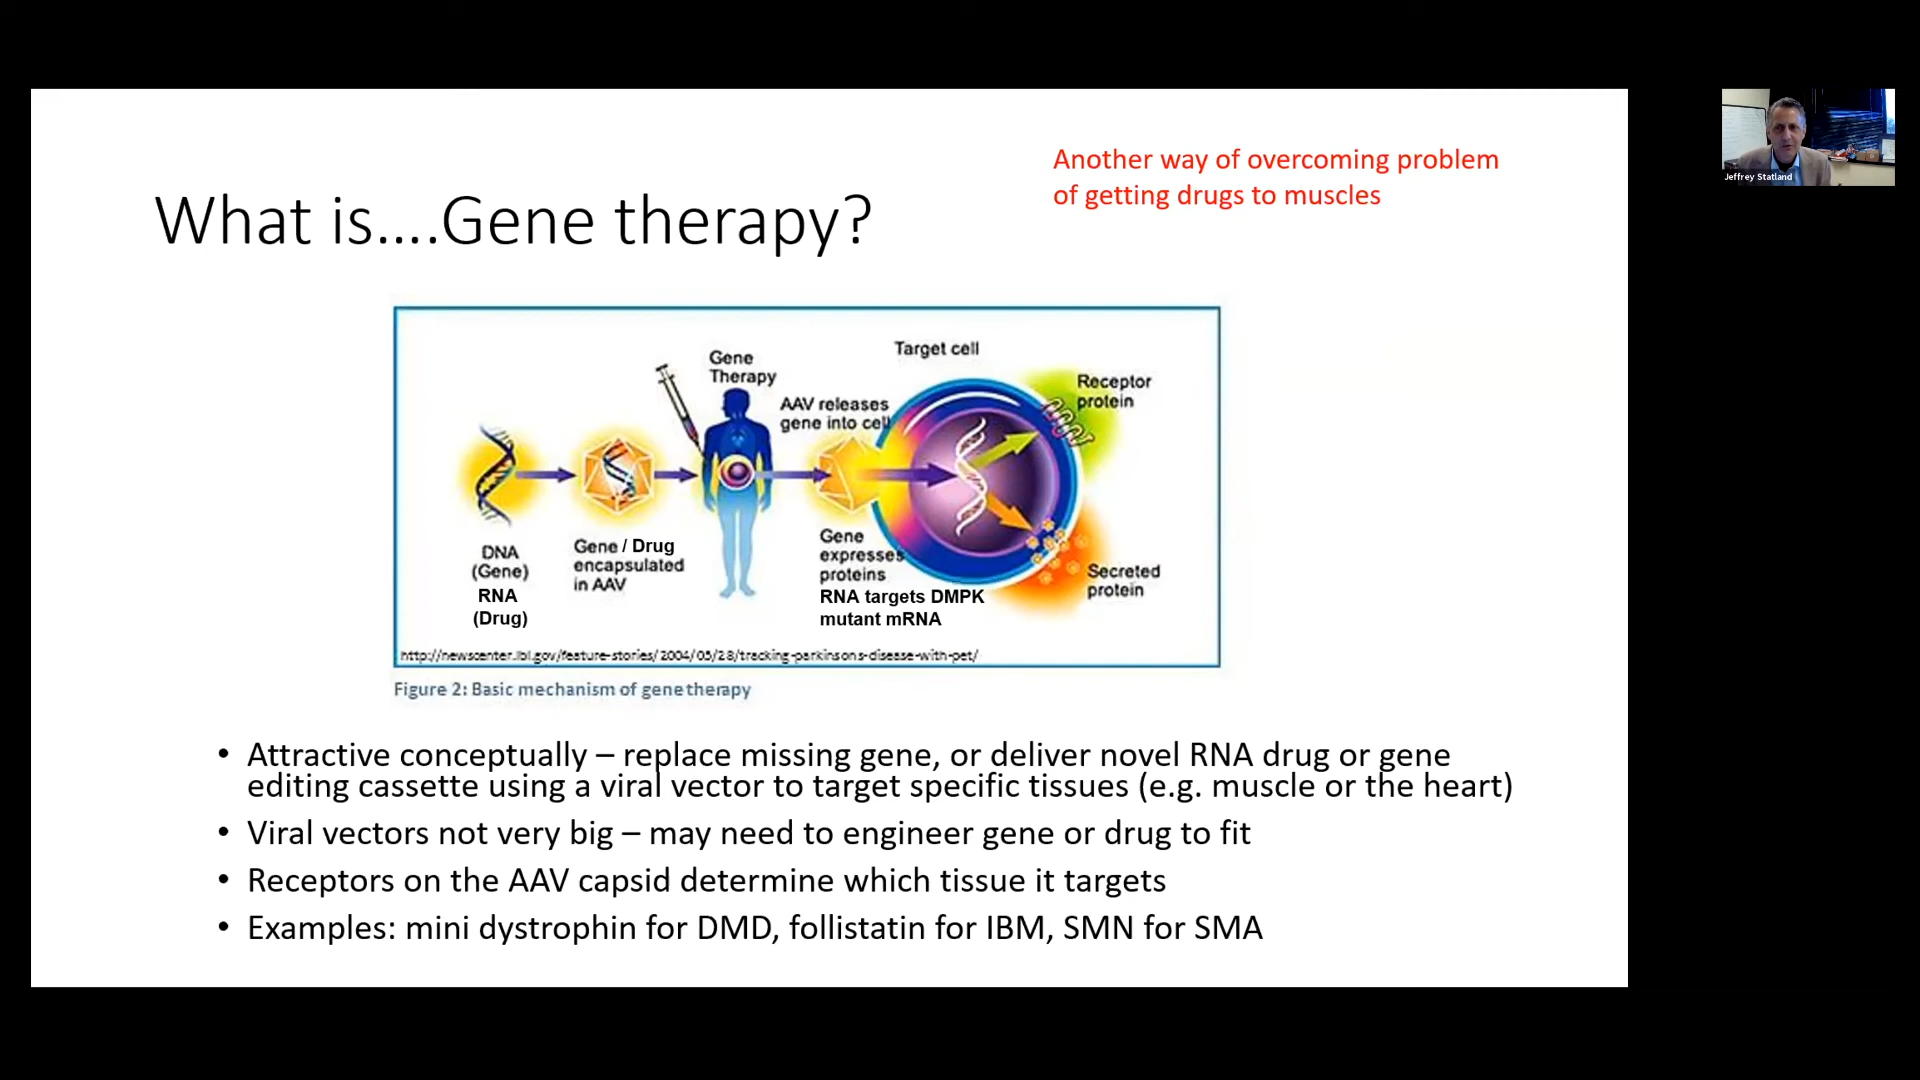 Another way of overcoming problem
of getting drugs to muscles
What is....Gene therapy?
Target cell
Gene
Therapy
AAV releases
gene into cell
Receptor
protein
DNA
(Gene)
RNA
(Drug)
Gene / Drug
encapsulated
in AAV
Gene
expresses
proteins
RNA targets DMPK
mutant mRNA
Secreted
protein
http://newscenter.lbl.gov/feature-stories/2004/05/28/tracking-parkinsons-disease-with-pet/
Figure 2: Basic mechanism of gene therapy
• Attractive conceptually – replace missing gene, or deliver novel RNA drug or gene
editing cassette using a viral vector to target specific tissues (e.g. muscle or the heart)
• Viral vectors not very big – may need to engineer gene or drug to fit
• Receptors on the AAV capsid determine which tissue it targets
• Examples: mini dystrophin for DMD, follistatin for IBM, SMN for SMA
Jeffrey Statland